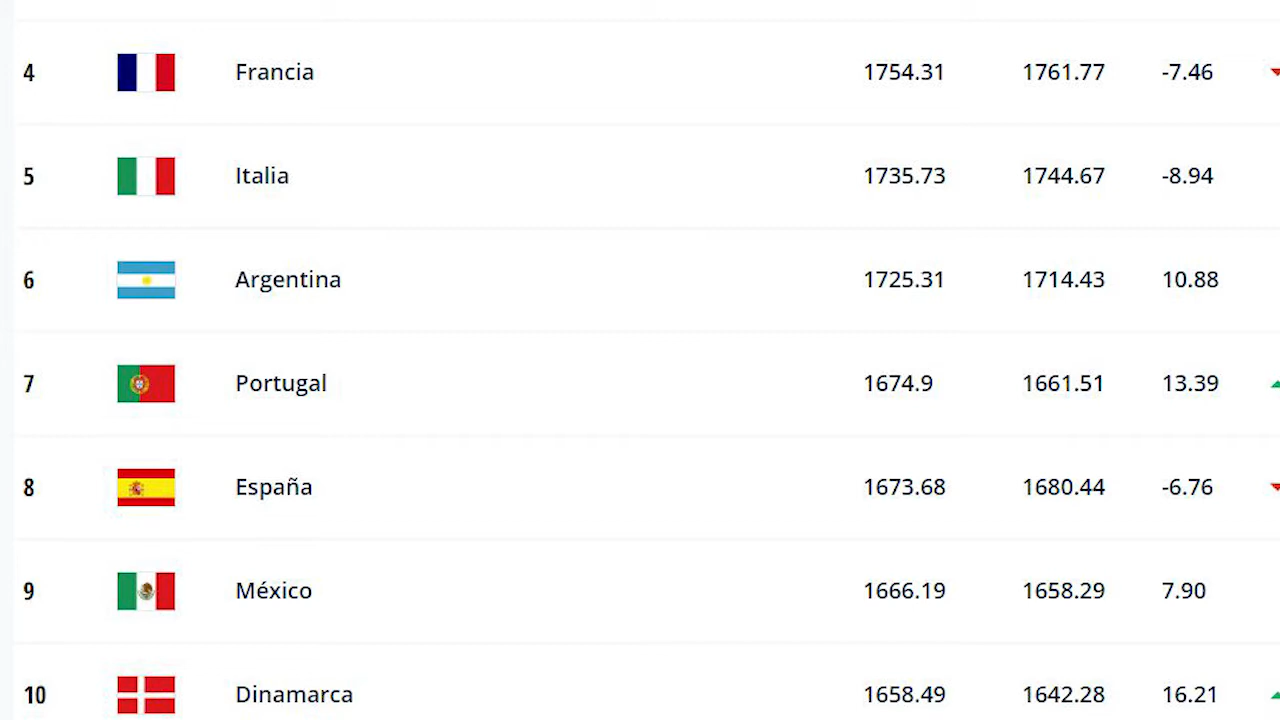 4 Francia 1754.31 1761.77 -7.46
5 Italia 1735.73 1744.67 -8.94
6 Argentina 1725.31 1714.43 10.88
7 Portugal 1674.9 1661.51 13.39
8 España 1673.68 1680.44 -6.76
9 México 1666.19 1658.29 7.90
10 Dinamarca 1658.49 1642.28 16.21